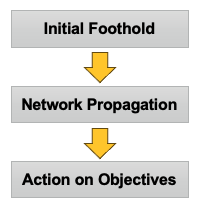 Initial Foothold
Network Propagation
Action on Objectives